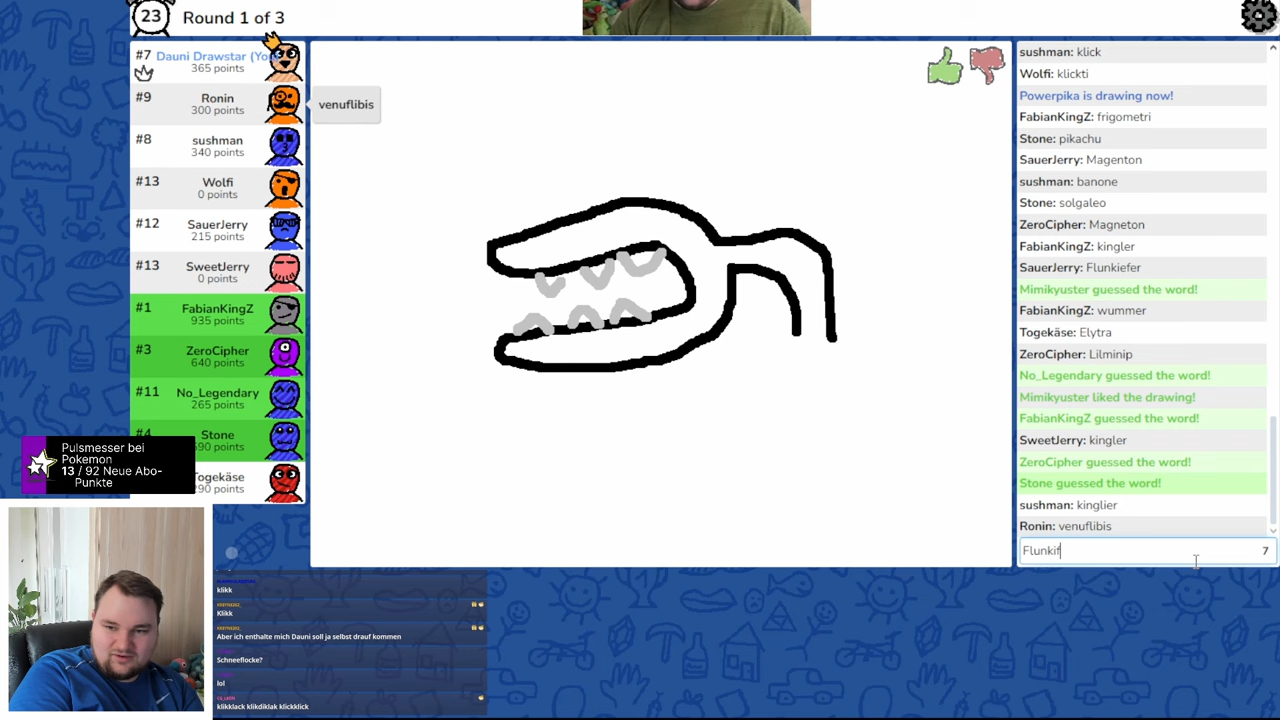 23
Round 1 of 3
#7 Dauni Drawstar (You)
365 points
#9 Ronin
300 points
venuflibis
#8 sushman
340 points
#13 Wolfi
0 points
#12 SauerJerry
215 points
#13 SweetJerry
0 points
#1 FabianKingZ
935 points
#3 ZeroCipher
640 points
#11 No_Legendary
265 points
#4 Stone
590 points
Togekäse
290 points
Pulsmesser bei
Pokemon
13 / 92 Neue Abo-
Punkte
sushman: klick
Wolfi: klickti
Powerpika is drawing now!
FabianKingZ: frigometri
Stone: pikachu
SauerJerry: Magenton
sushman: banone
Stone: solgaleo
ZeroCipher: Magneton
FabianKingZ: kingler
SauerJerry: Flunkiefer
Mimikyuster guessed the word!
FabianKingZ: wummer
Togekäse: Elytra
ZeroCipher: Lilminip
No_Legendary guessed the word!
Mimikyuster liked the drawing!
FabianKingZ guessed the word!
SweetJerry: kingler
ZeroCipher guessed the word!
Stone guessed the word!
sushman: kinglier
Ronin: venuflibis
Flunkif 7
klikk
Klikk
Aber ich enthalte mich Dauni soll ja selbst drauf kommen
Schneeflocke?
lol
klikklack klikdiklak klickklick